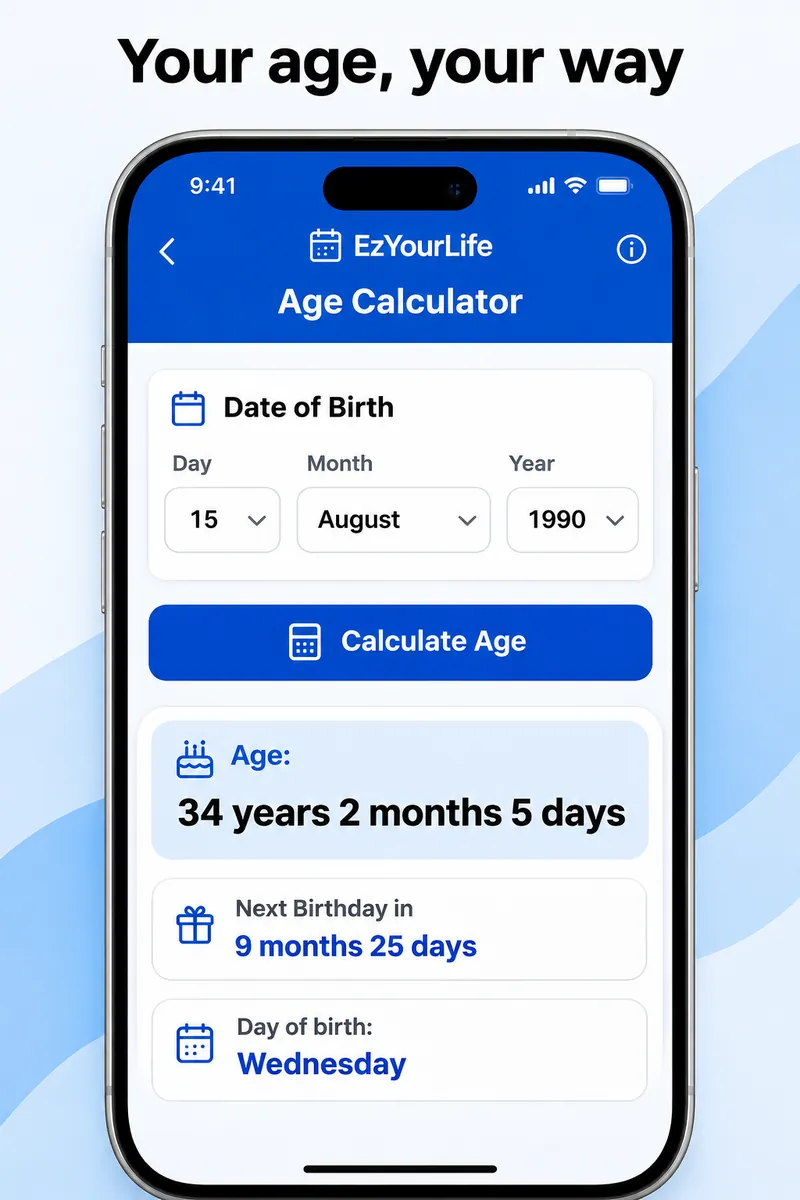 Your age, your way
9:41
EzYourLife
Age Calculator
Date of Birth
Day Month Year
15 August 1990
Calculate Age
Age:
34 years 2 months 5 days
Next Birthday in
9 months 25 days
Day of birth:
Wednesday